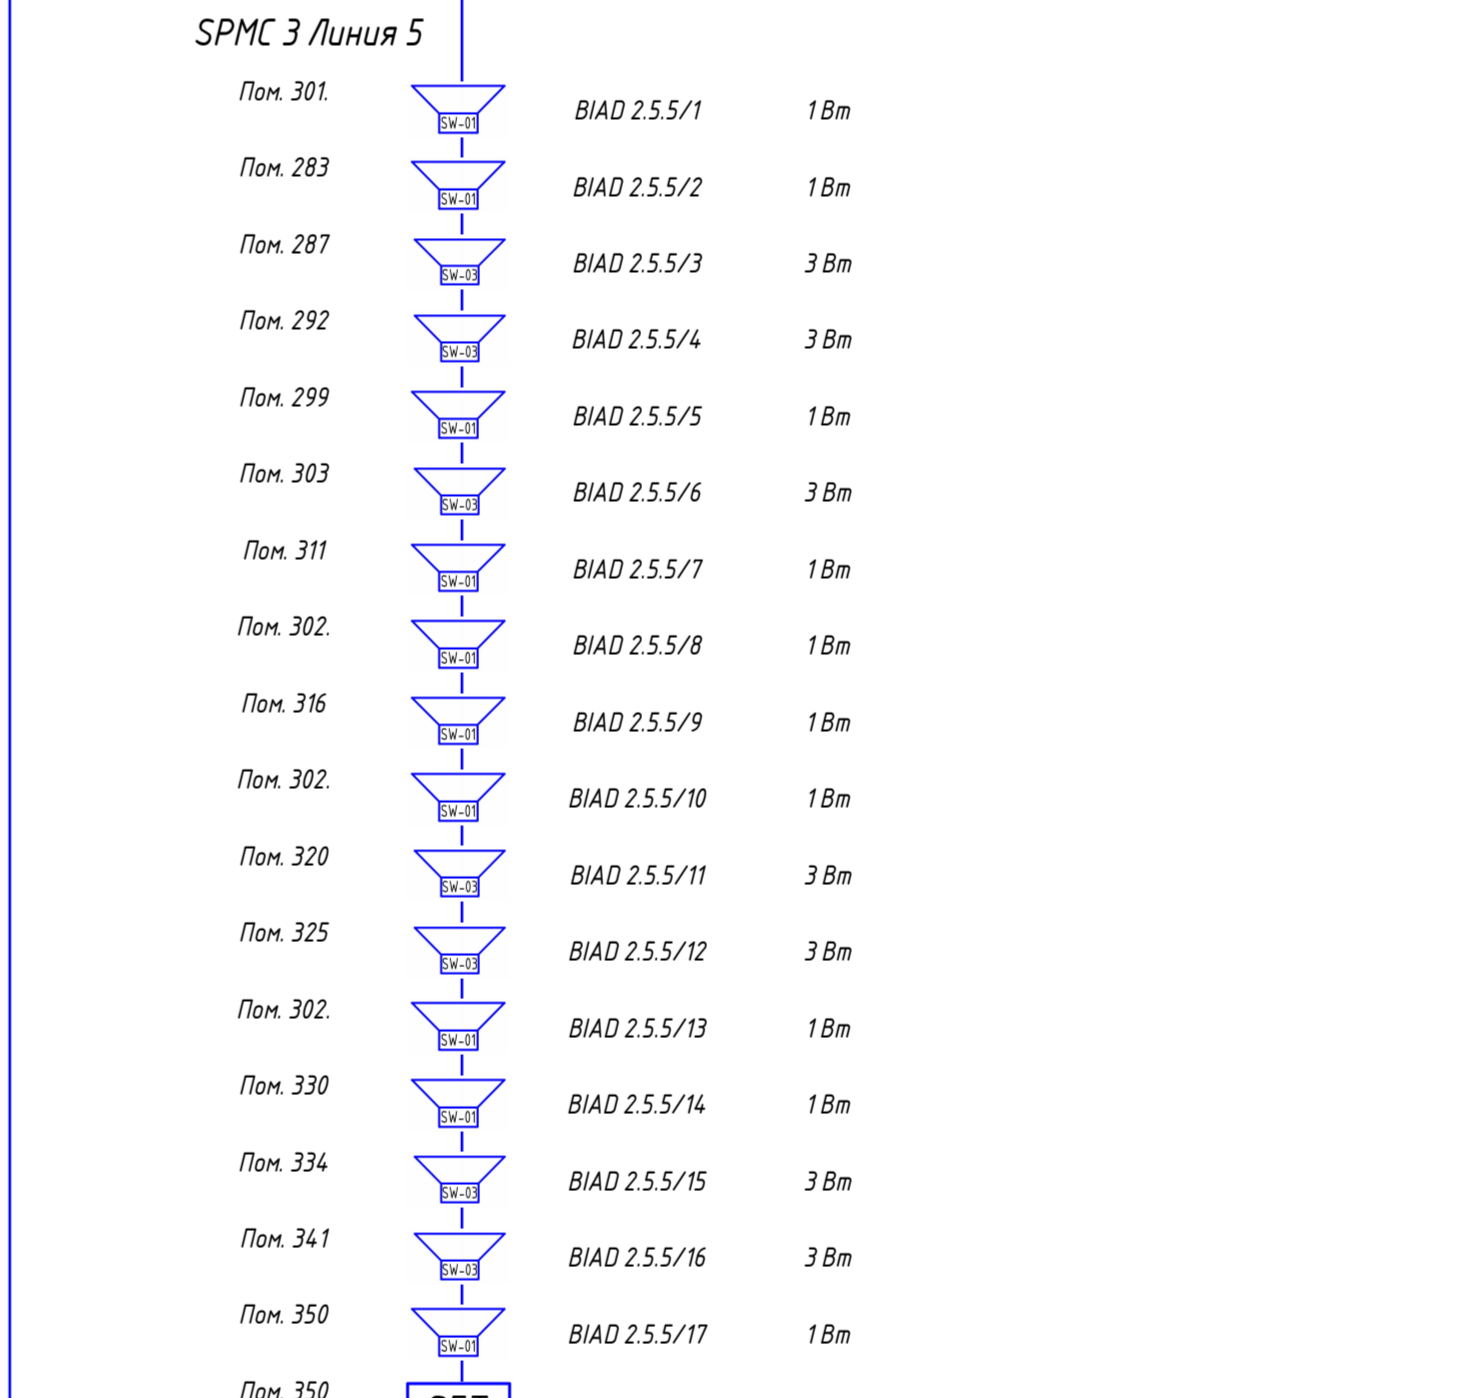 SPMC 3 Линия 5
Пом. 301.
SW-01
BIAD 2.5.5/1 1 Вт
Пом. 283
SW-01
BIAD 2.5.5/2 1 Вт
Пом. 287
SW-03
BIAD 2.5.5/3 3 Вт
Пом. 292
SW-03
BIAD 2.5.5/4 3 Вт
Пом. 299
SW-01
BIAD 2.5.5/5 1 Вт
Пом. 303
SW-03
BIAD 2.5.5/6 3 Вт
Пом. 311
SW-01
BIAD 2.5.5/7 1 Вт
Пом. 302.
SW-01
BIAD 2.5.5/8 1 Вт
Пом. 316
SW-01
BIAD 2.5.5/9 1 Вт
Пом. 302.
SW-01
BIAD 2.5.5/10 1 Вт
Пом. 320
SW-03
BIAD 2.5.5/11 3 Вт
Пом. 325
SW-03
BIAD 2.5.5/12 3 Вт
Пом. 302.
SW-01
BIAD 2.5.5/13 1 Вт
Пом. 330
SW-01
BIAD 2.5.5/14 1 Вт
Пом. 334
SW-03
BIAD 2.5.5/15 3 Вт
Пом. 341
SW-03
BIAD 2.5.5/16 3 Вт
Пом. 350
SW-01
BIAD 2.5.5/17 1 Вт
Пом. 350